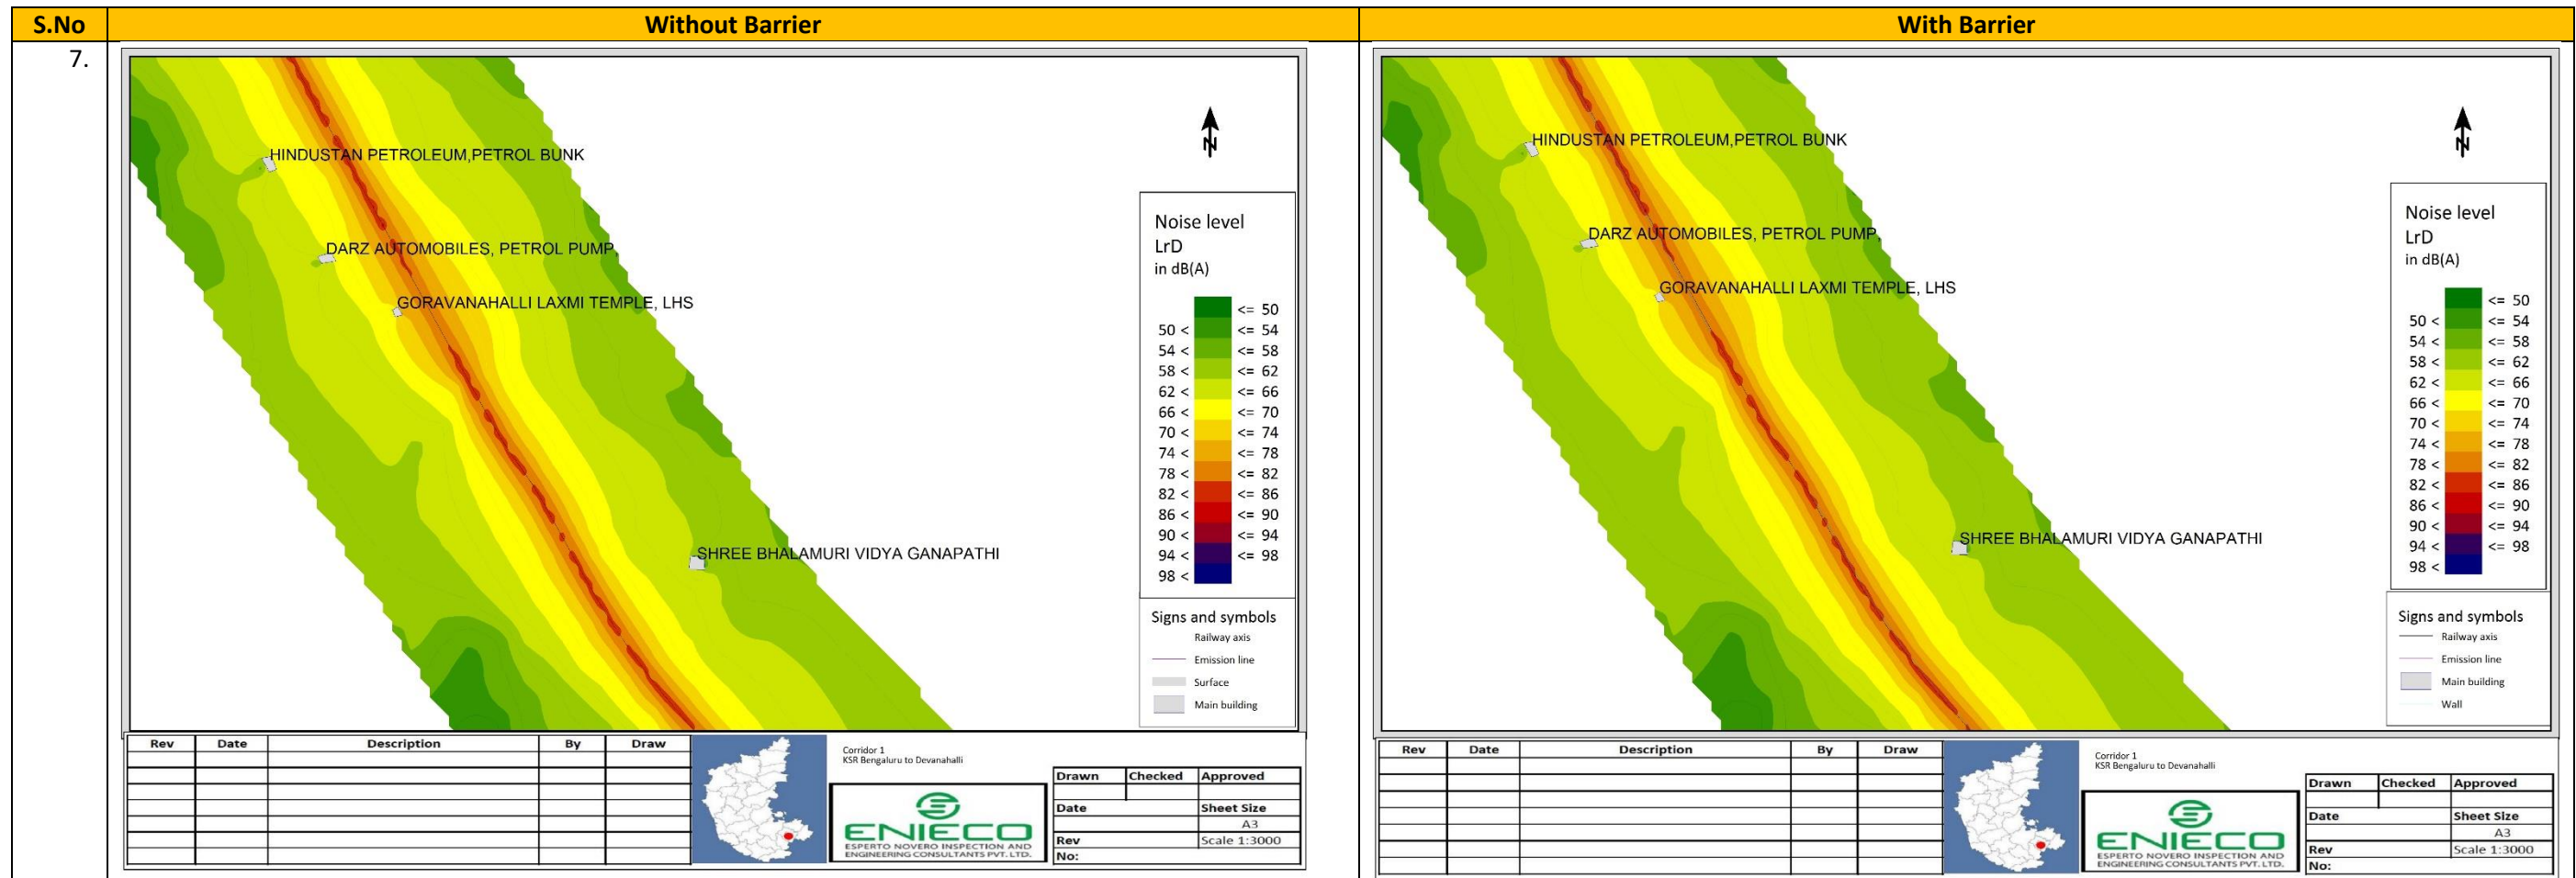 S.No Without Barrier With Barrier
7.
HINDUSTAN PETROLEUM,PETROL BUNK
DARZ AUTOMOBILES, PETROL PUMP,
GORAVANAHALLI LAXMI TEMPLE, LHS
SHREE BHALAMURI VIDYA GANAPATHI
N
Noise level
LrD
in dB(A)
<= 50
50 < <= 54
54 < <= 58
58 < <= 62
62 < <= 66
66 < <= 70
70 < <= 74
74 < <= 78
78 < <= 82
82 < <= 86
86 < <= 90
90 < <= 94
94 < <= 98
98 <
Signs and symbols
Railway axis
Emission line
Surface
Main building
Rev Date Description By Draw
Corridor 1
KSR Bengaluru to Devanahalli
ENIECO
ESPERTO NOVERO INSPECTION AND
ENGINEERING CONSULTANTS PVT. LTD.
Drawn Checked Approved
Date Sheet Size
A3
Rev Scale 1:3000
No:
HINDUSTAN PETROLEUM,PETROL BUNK
DARZ AUTOMOBILES, PETROL PUMP,
GORAVANAHALLI LAXMI TEMPLE, LHS
SHREE BHALAMURI VIDYA GANAPATHI
N
Noise level
LrD
in dB(A)
<= 50
50 < <= 54
54 < <= 58
58 < <= 62
62 < <= 66
66 < <= 70
70 < <= 74
74 < <= 78
78 < <= 82
82 < <= 86
86 < <= 90
90 < <= 94
94 < <= 98
98 <
Signs and symbols
Railway axis
Emission line
Main building
Wall
Rev Date Description By Draw
Corridor 1
KSR Bengaluru to Devanahalli
ENIECO
ESPERTO NOVERO INSPECTION AND
ENGINEERING CONSULTANTS PVT. LTD.
Drawn Checked Approved
Date Sheet Size
A3
Rev Scale 1:3000
No: